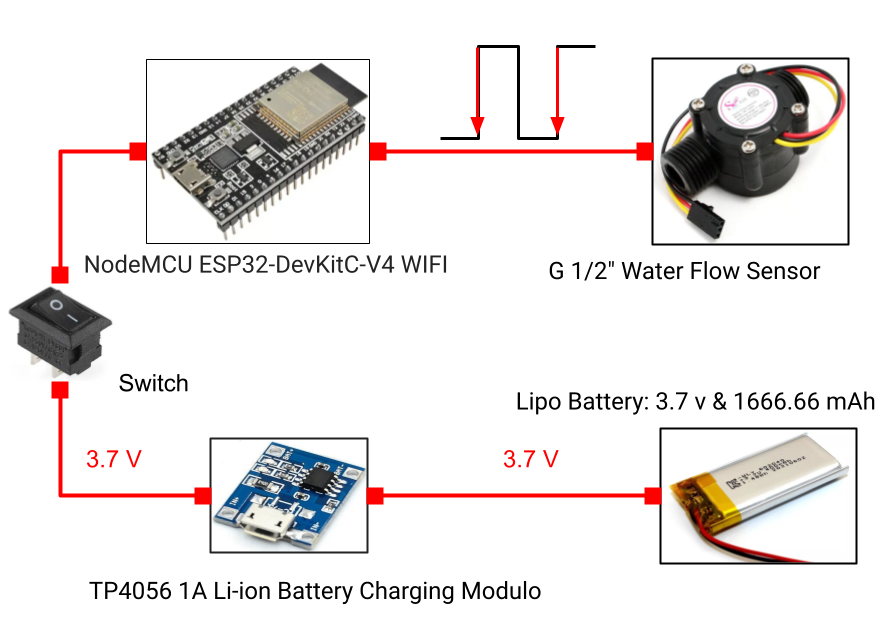 NodeMCU ESP32-DevKitC-V4 WIFI
G 1/2" Water Flow Sensor
Switch
Lipo Battery: 3.7 v & 1666.66 mAh
3.7 V
3.7 V
TP4056 1A Li-ion Battery Charging Modulo